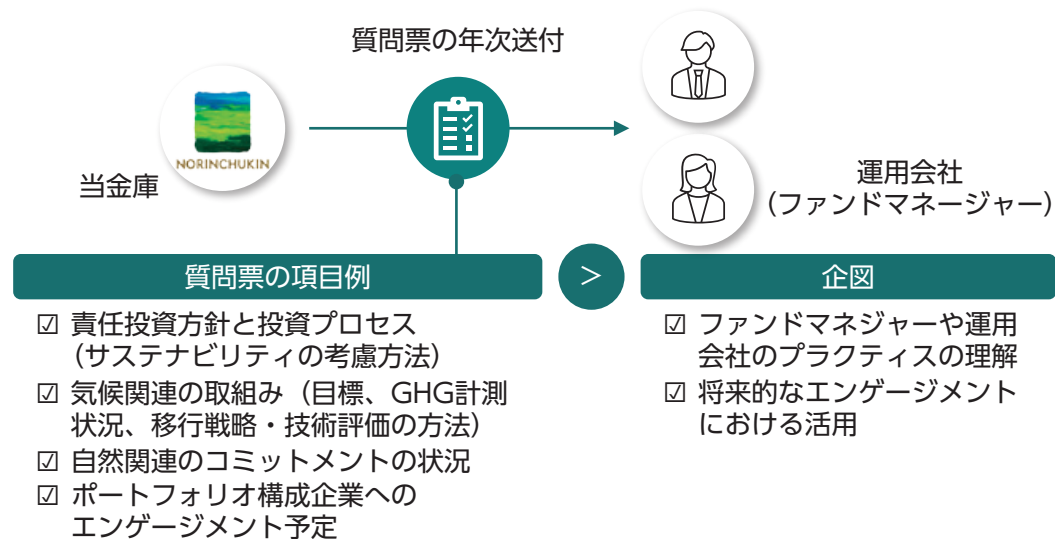 質問票の年次送付
NORINCHUKIN
当金庫
運用会社
(ファンドマネージャー)
質問票の項目例
☑ 責任投資方針と投資プロセス
(サステナビリティの考慮方法)
☑ 気候関連の取組み(目標、GHG計測
状況、移行戦略・技術評価の方法)
☑ 自然関連のコミットメントの状況
☑ ポートフォリオ構成企業への
エンゲージメント予定
>
企図
☑ ファンドマネジャーや運用
会社のプラクティスの理解
☑ 将来的なエンゲージメント
における活用